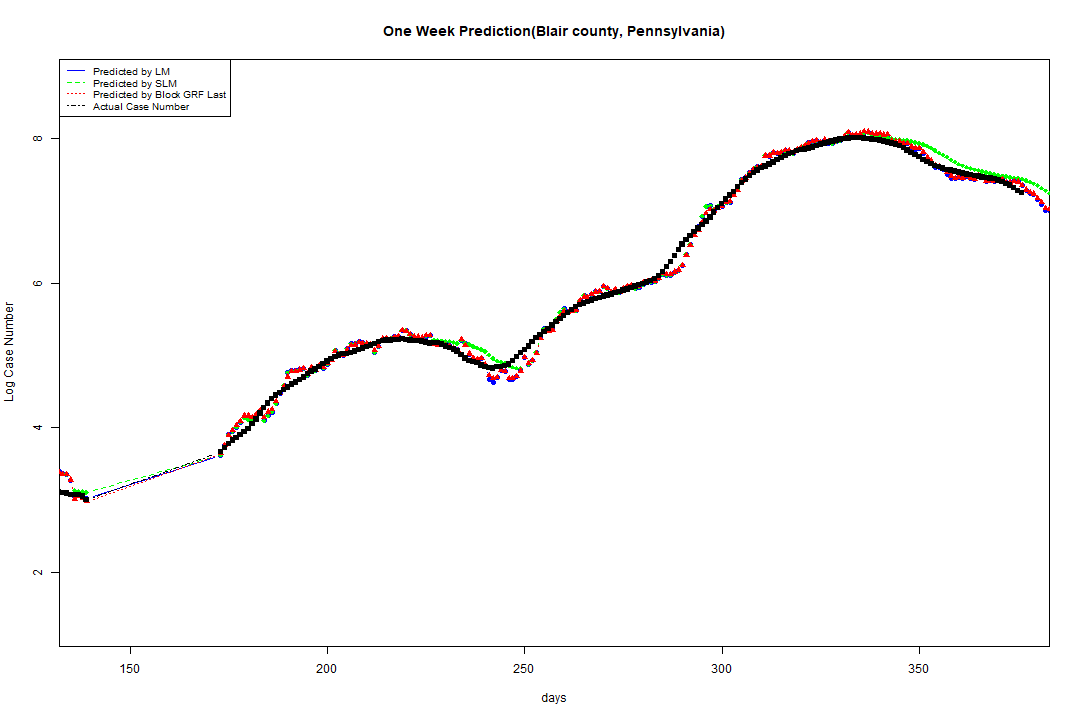 One Week Prediction(Blair county, Pennsylvania)
Predicted by LM
Predicted by SLM
Predicted by Block GRF Last
Actual Case Number
8
6
4
2
Log Case Number
150 200 250 300 350
days